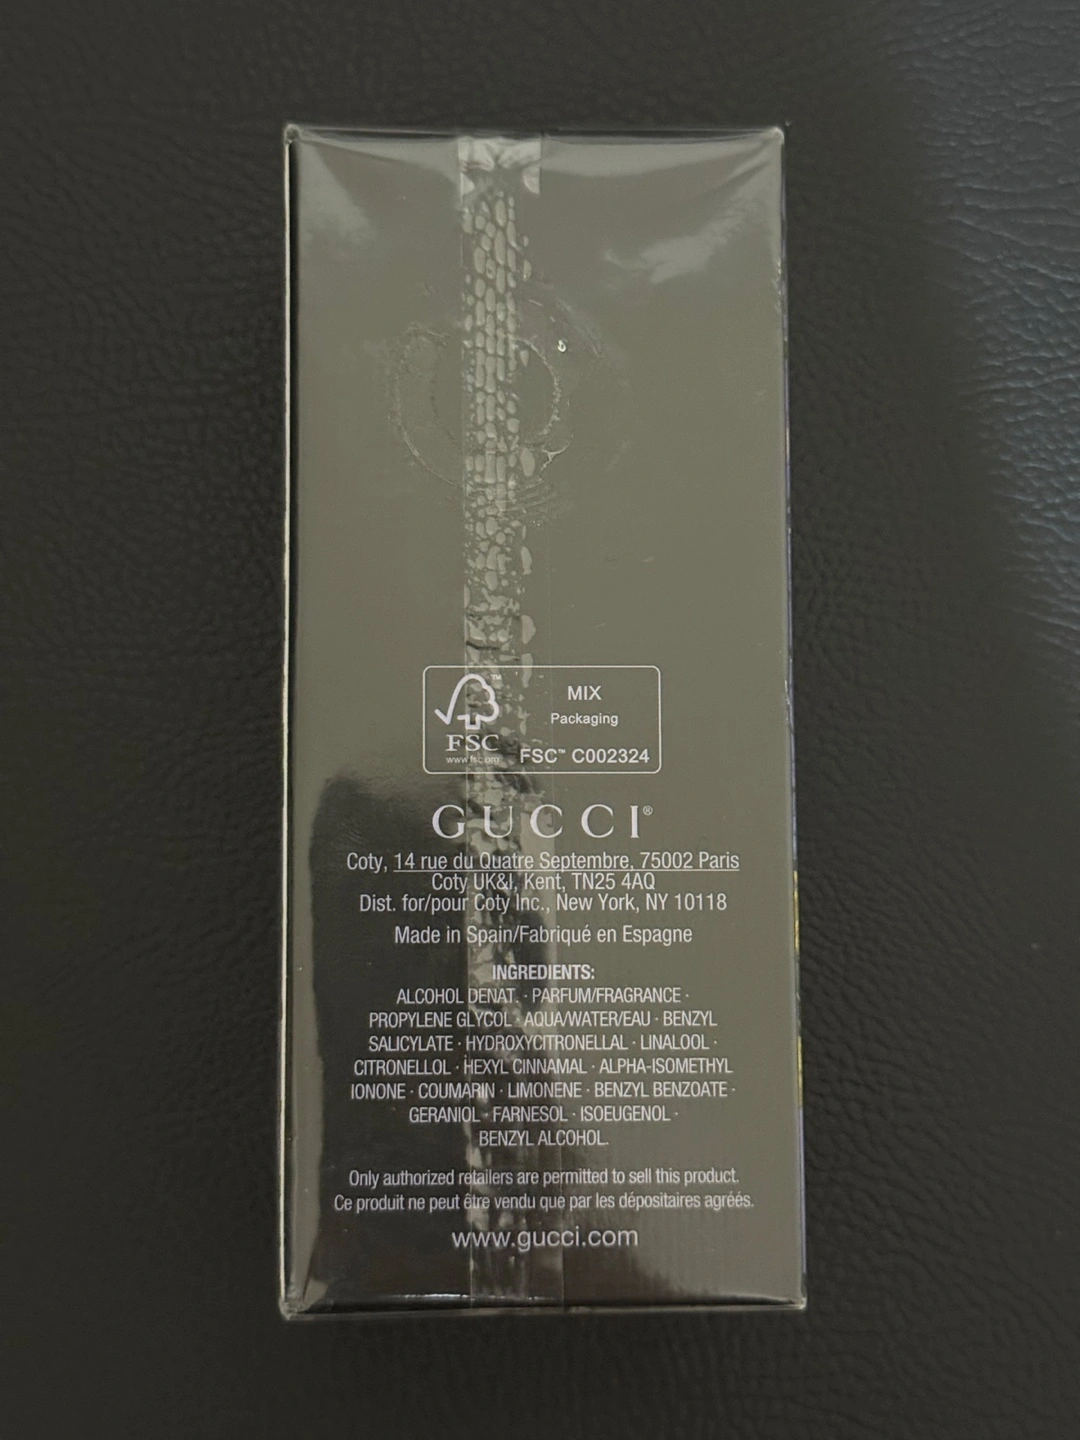 MIX
Packaging
FSC™ C002324
™
FSC
www.fsc.org
GUCCI®
Coty, 14 rue du Quatre Septembre, 75002 Paris
Coty UK&I, Kent, TN25 4AQ
Dist. for/pour Coty Inc., New York, NY 10118
Made in Spain/Fabriqué en Espagne
INGREDIENTS:
ALCOHOL DENAT. · PARFUM/FRAGRANCE ·
PROPYLENE GLYCOL · AQUA/WATER/EAU · BENZYL
SALICYLATE · HYDROXYCITRONELLAL · LINALOOL ·
CITRONELLOL · HEXYL CINNAMAL · ALPHA-ISOMETHYL
IONONE · COUMARIN · LIMONENE · BENZYL BENZOATE ·
GERANIOL · FARNESOL · ISOEUGENOL ·
BENZYL ALCOHOL.
Only authorized retailers are permitted to sell this product.
Ce produit ne peut être vendu que par les dépositaires agréés.
www.gucci.com